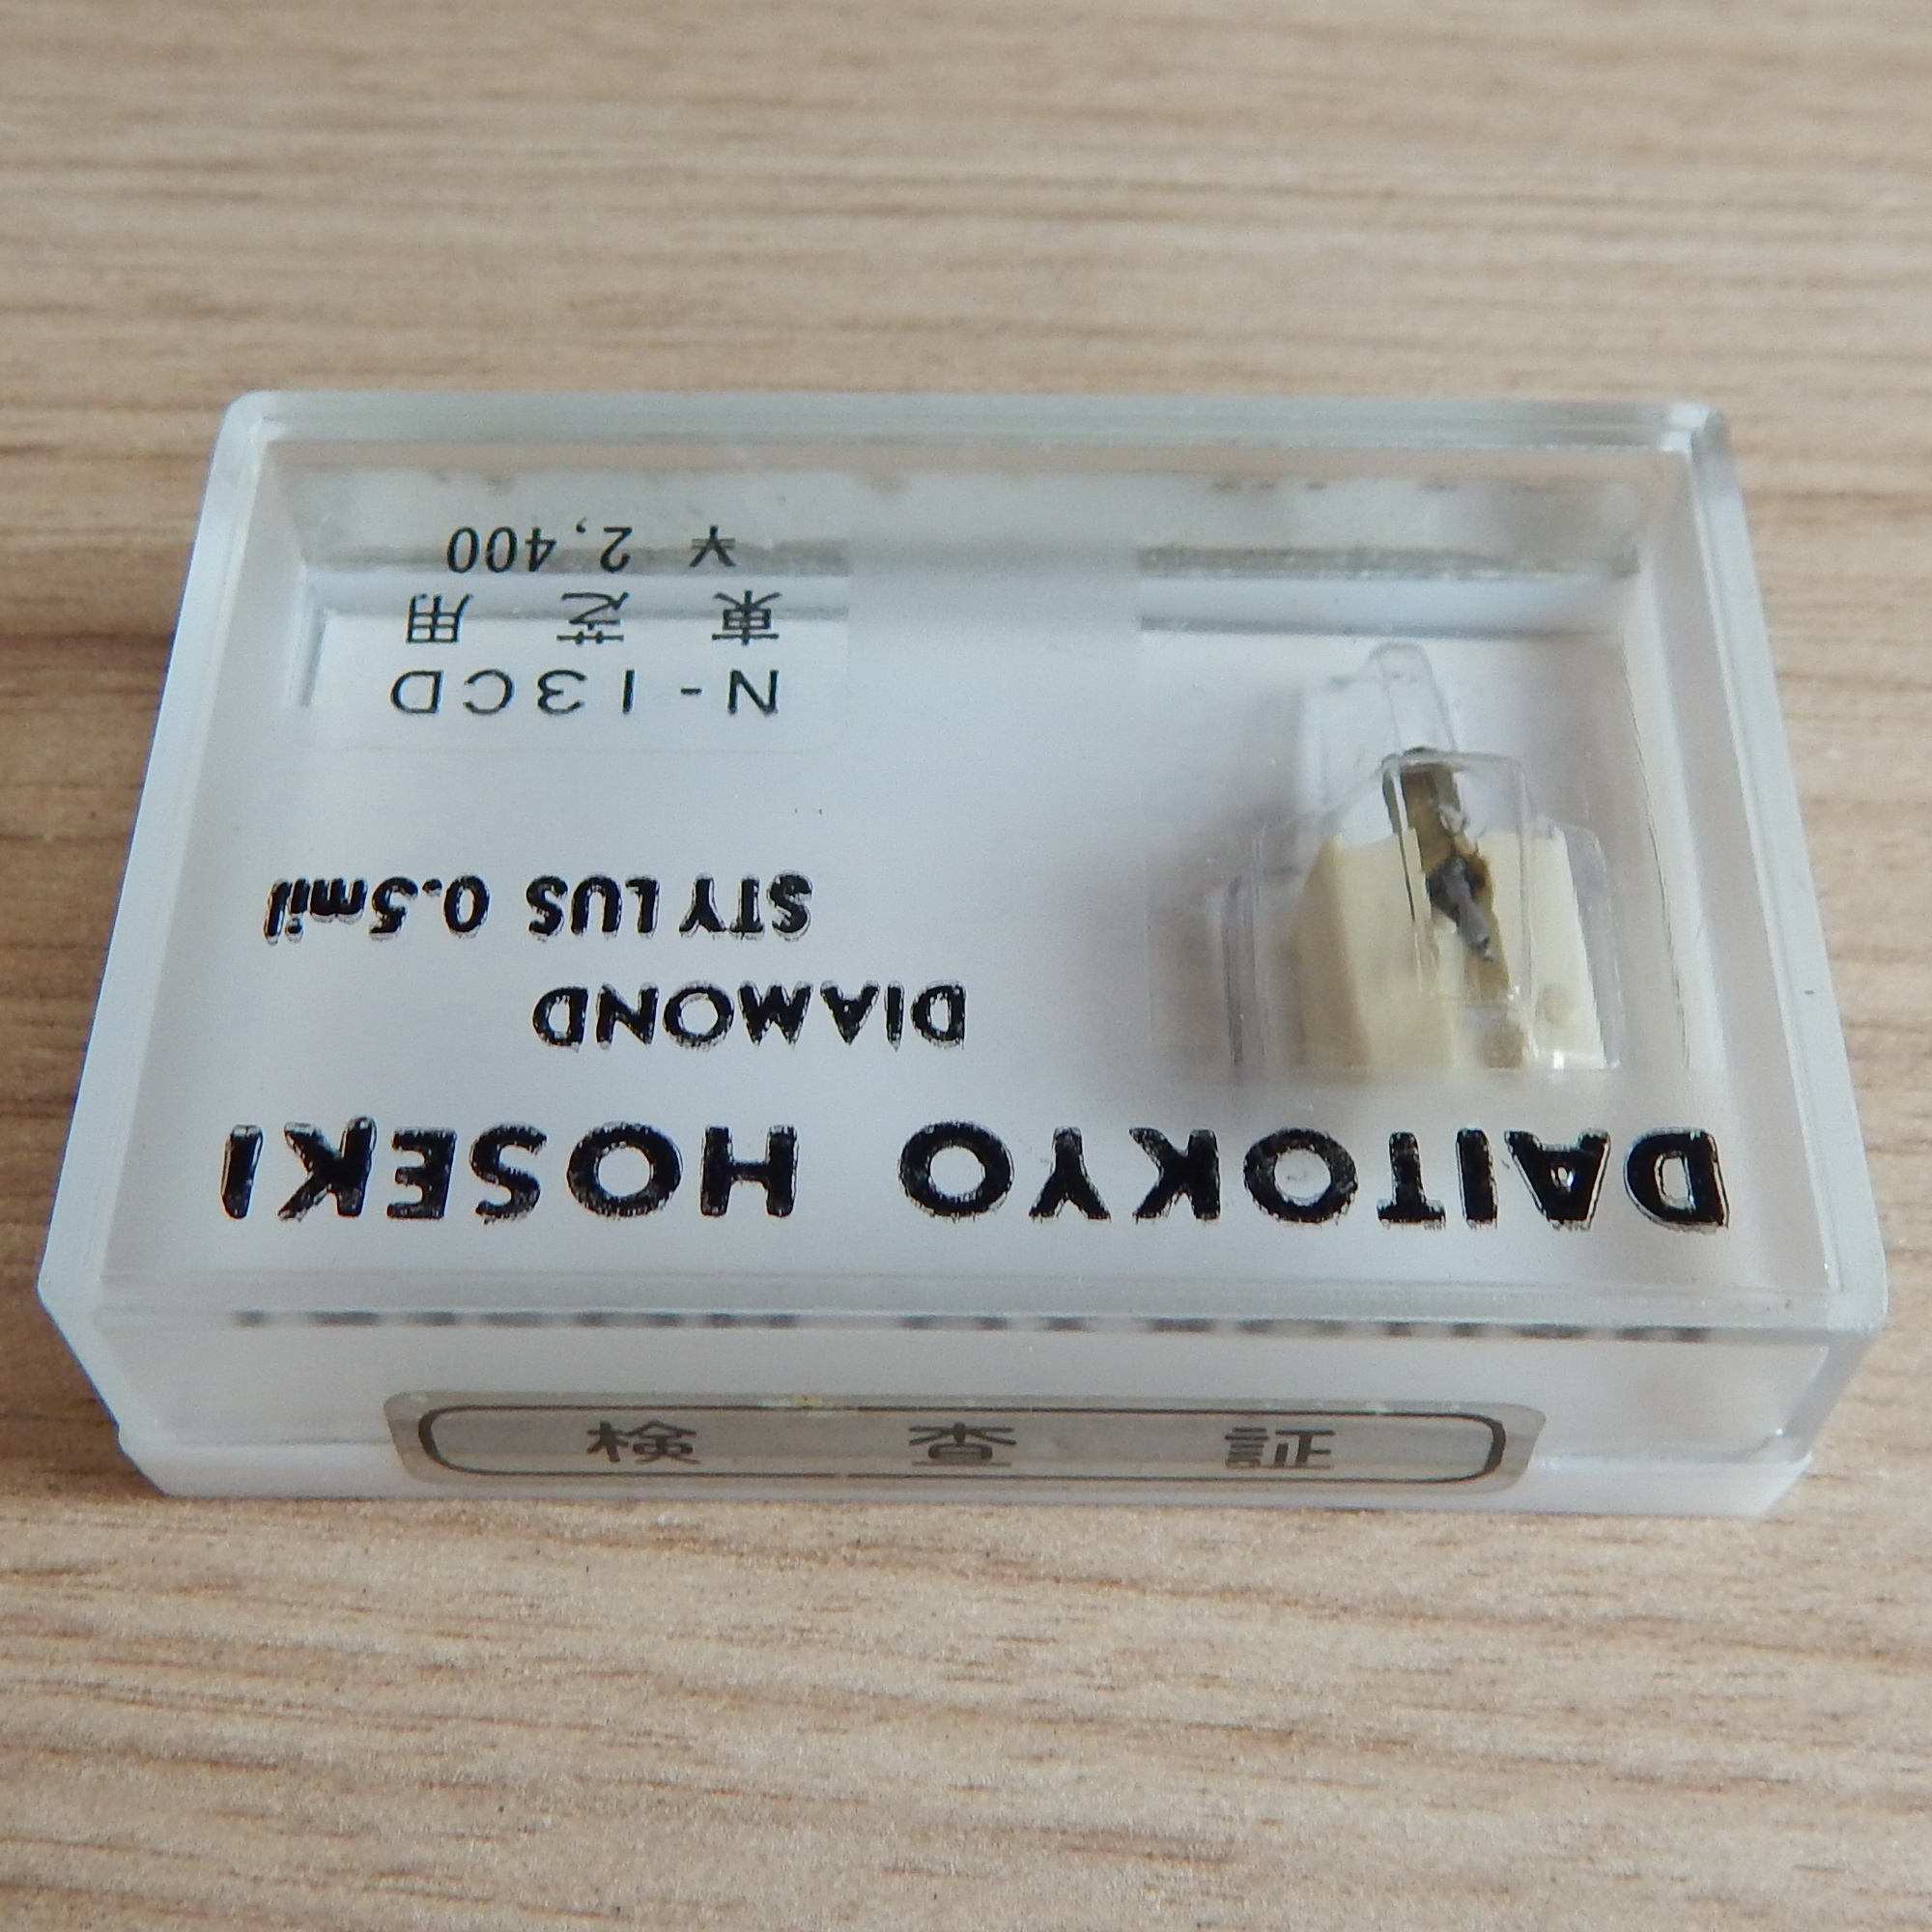 DAITOKYO HOSEKI
DIAMOND
STYLUS 0.5mil
N-13CD
東芝用
¥ 2,400
検査証